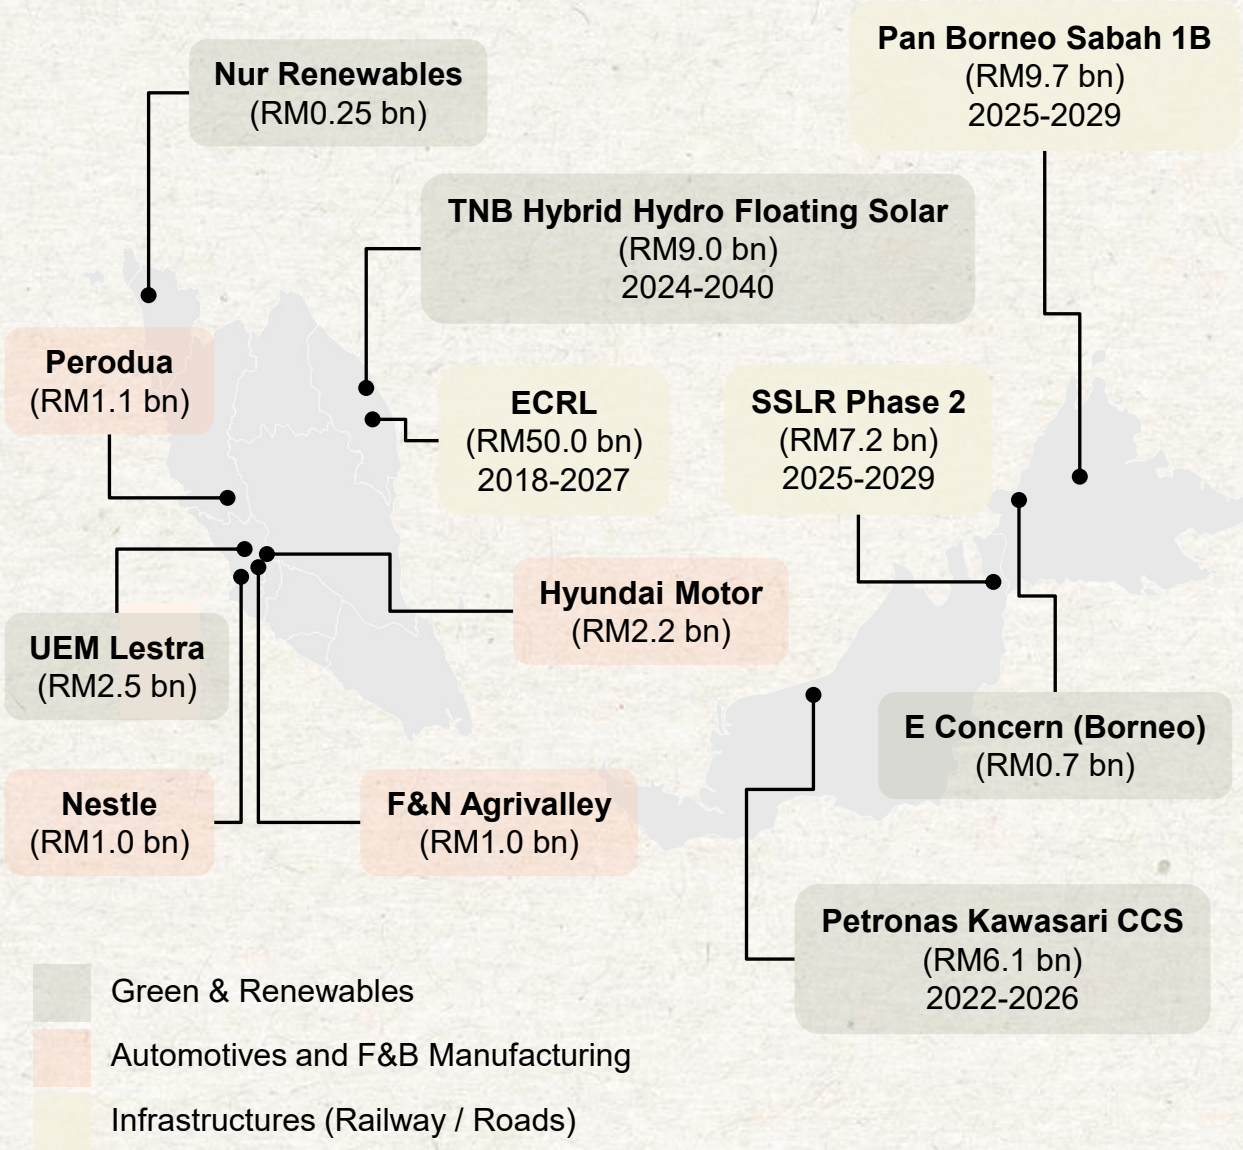 Pan Borneo Sabah 1B
(RM9.7 bn)
2025-2029
Nur Renewables
(RM0.25 bn)
TNB Hybrid Hydro Floating Solar
(RM9.0 bn)
2024-2040
Perodua
(RM1.1 bn)
ECRL
(RM50.0 bn)
2018-2027
SSLR Phase 2
(RM7.2 bn)
2025-2029
Hyundai Motor
(RM2.2 bn)
UEM Lestra
(RM2.5 bn)
E Concern (Borneo)
(RM0.7 bn)
Nestle
(RM1.0 bn)
F&N Agrivalley
(RM1.0 bn)
Petronas Kawasari CCS
(RM6.1 bn)
2022-2026
Green & Renewables
Automotives and F&B Manufacturing
Infrastructures (Railway / Roads)